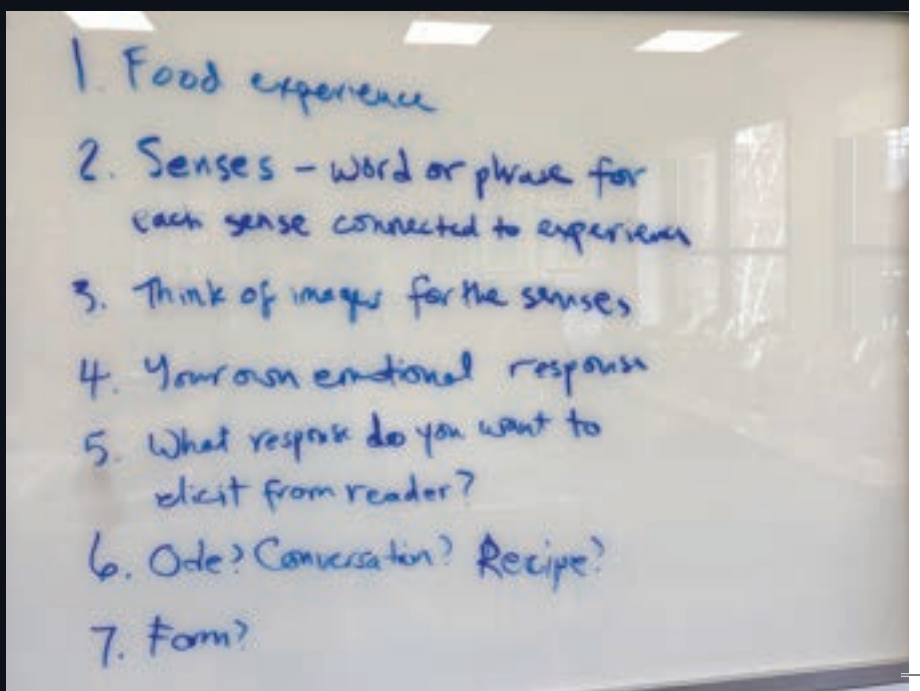 1. Food experience
2. Senses – word or phrase for
each sense connected to experience
3. Think of images for the senses
4. Your own emotional response
5. What response do you want to
elicit from reader?
6. Ode? Conversation? Recipe?
7. Form?